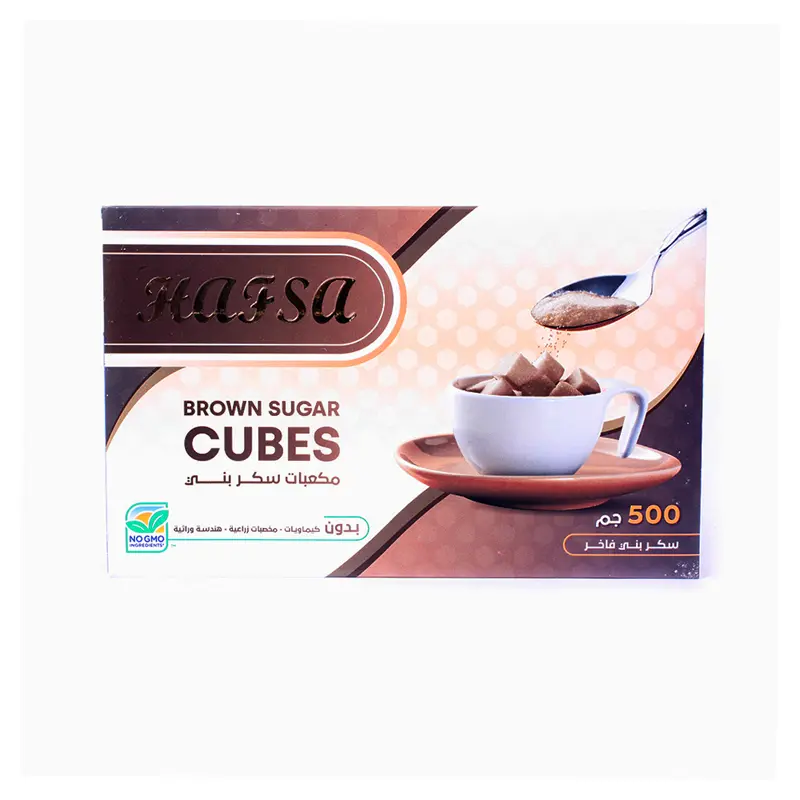 HAFSA
BROWN SUGAR
CUBES
مكعبات سكر بني
NO GMO
INGREDIENTS
بدون كيماويات - مخصبات زراعية - هندسة وراثية
500 جم
سكر بني فاخر